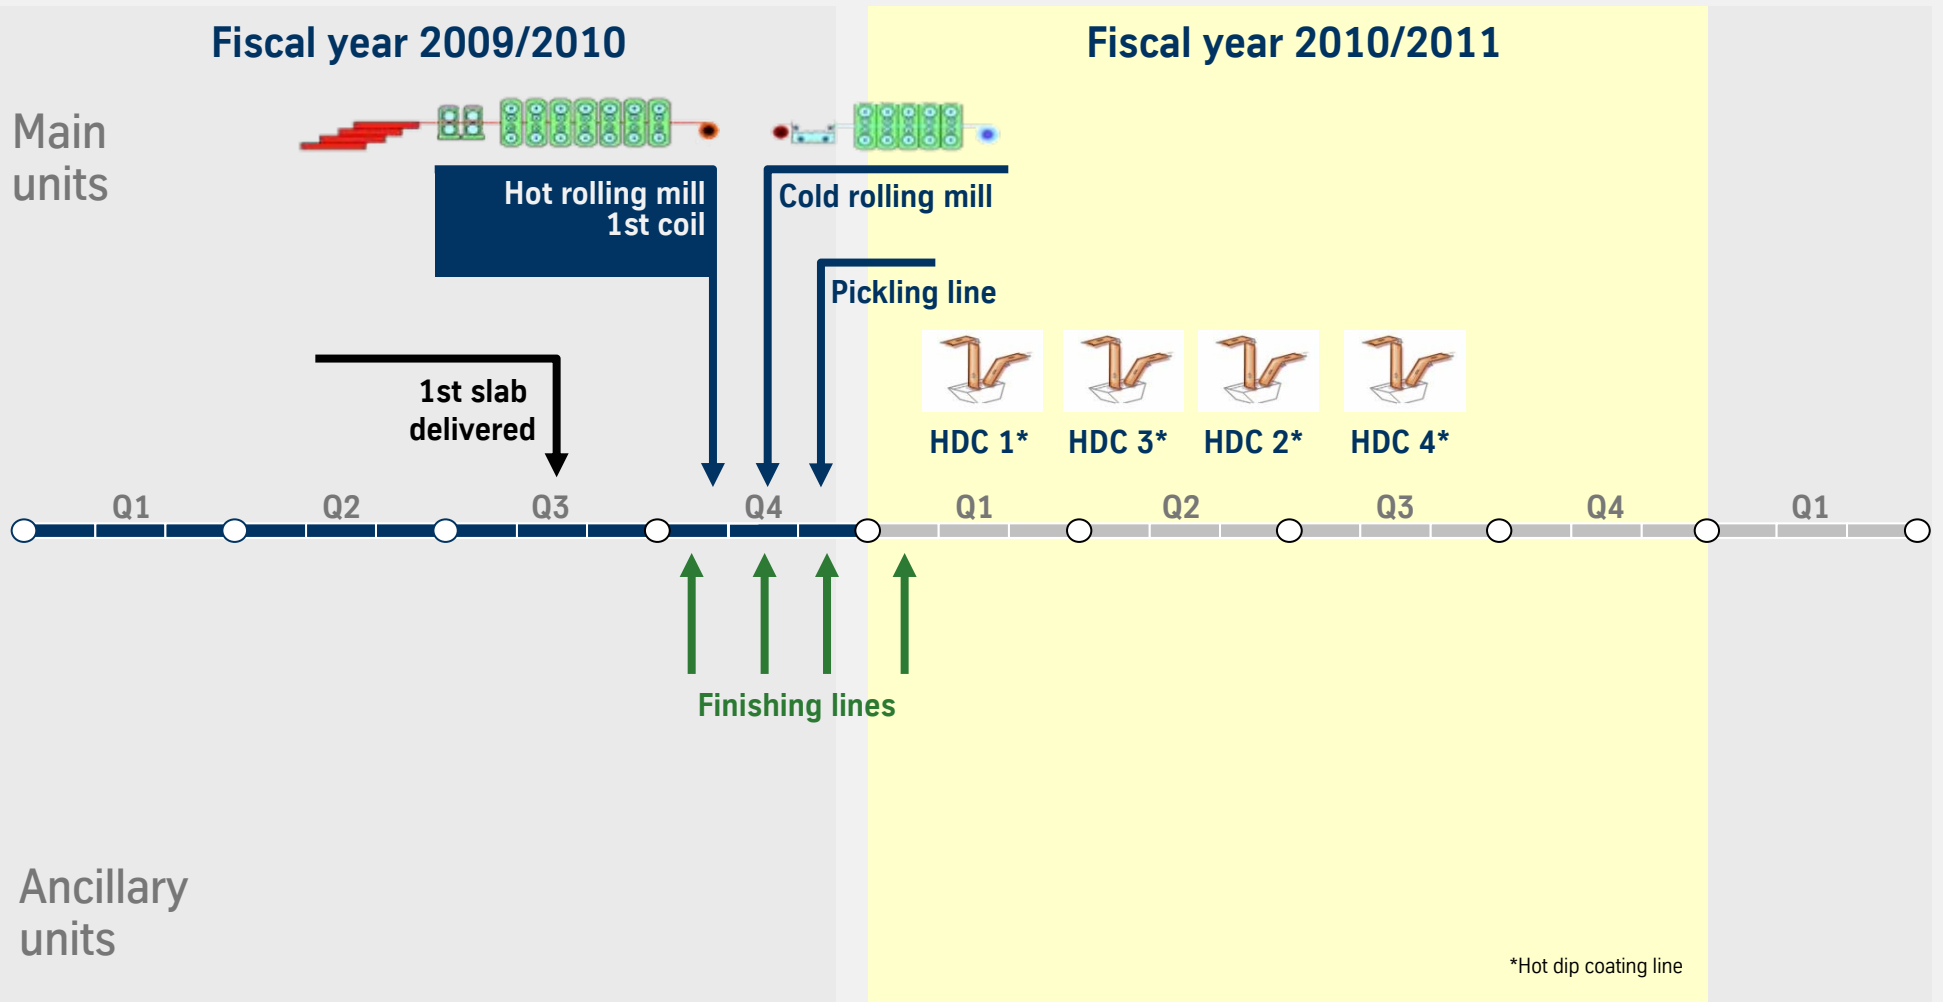 Fiscal year 2009/2010
Fiscal year 2010/2011
Main
units
Hot rolling mill
1st coil
Cold rolling mill
Pickling line
1st slab
delivered
HDC 1*
HDC 3*
HDC 2*
HDC 4*
Q1
Q2
Q3
Q4
Q1
Q2
Q3
Q4
Q1
Finishing lines
Ancillary
units
*Hot dip coating line